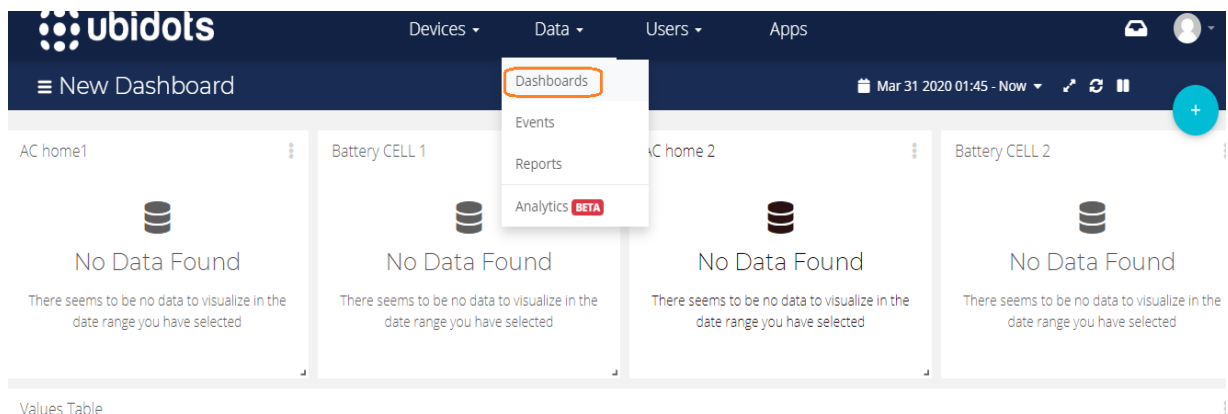 ubidots
Devices Data Users Apps
New Dashboard
Mar 31 2020 01:45 - Now
Dashboards
Events
Reports
Analytics BETA
+
AC home1
No Data Found
There seems to be no data to visualize in the
date range you have selected
Battery CELL 1
No Data Found
There seems to be no data to visualize in the
date range you have selected
AC home 2
No Data Found
There seems to be no data to visualize in the
date range you have selected
Battery CELL 2
No Data Found
There seems to be no data to visualize in the
date range you have selected
Values Table